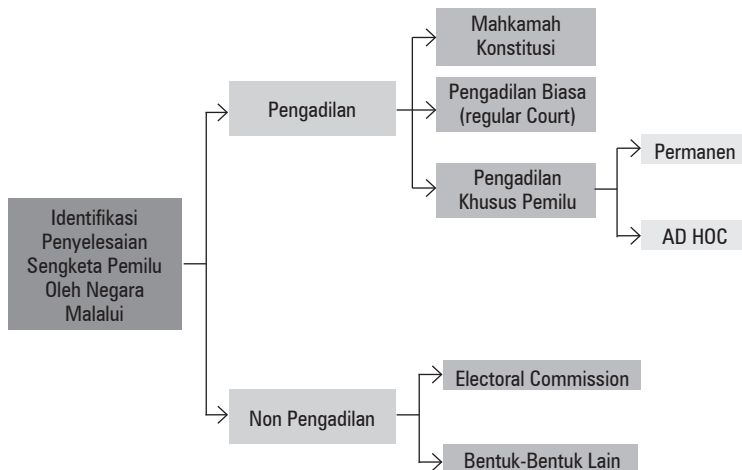 Mahkamah
Konstitusi
Pengadilan
Pengadilan Biasa
(regular Court)
Pengadilan
Khusus Pemilu
Permanen
AD HOC
Identifikasi
Penyelesaian
Sengketa Pemilu
Oleh Negara
Malalui
Non Pengadilan
Electoral Commission
Bentuk-Bentuk Lain